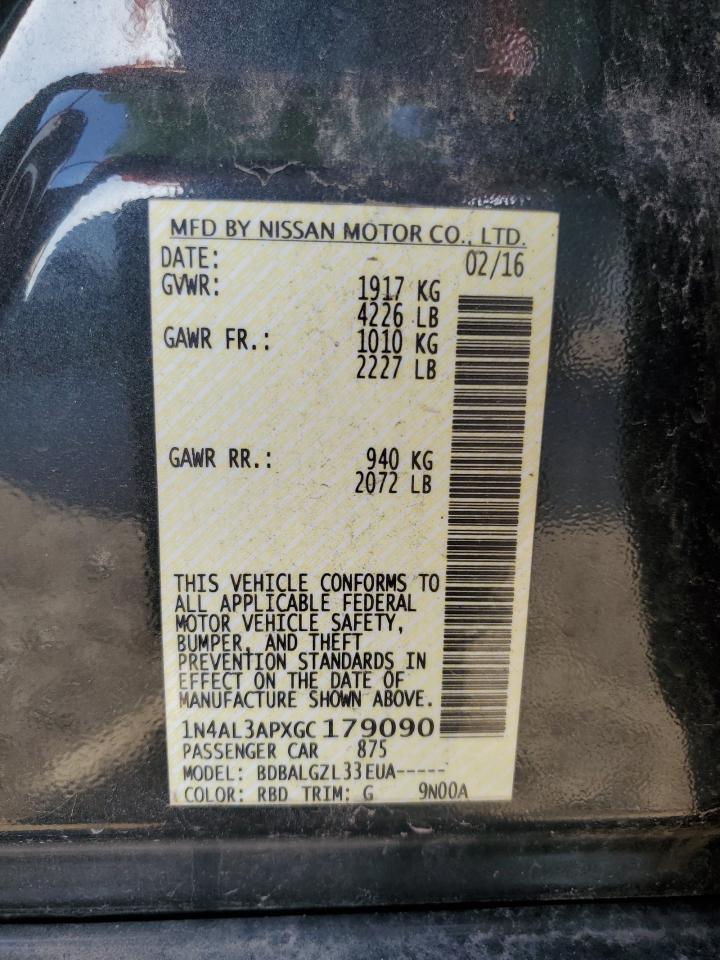 MFD BY NISSAN MOTOR CO., LTD.
DATE: 02/16
GVWR: 1917 KG
4226 LB
GAWR FR.: 1010 KG
2227 LB
GAWR RR.: 940 KG
2072 LB
THIS VEHICLE CONFORMS TO
ALL APPLICABLE FEDERAL
MOTOR VEHICLE SAFETY,
BUMPER, AND THEFT
PREVENTION STANDARDS IN
EFFECT ON THE DATE OF
MANUFACTURE SHOWN ABOVE.
1N4AL3APXGC179090
PASSENGER CAR 875
MODEL: BDBALGZL33EUA-----
COLOR: RBD TRIM: G 9N00A